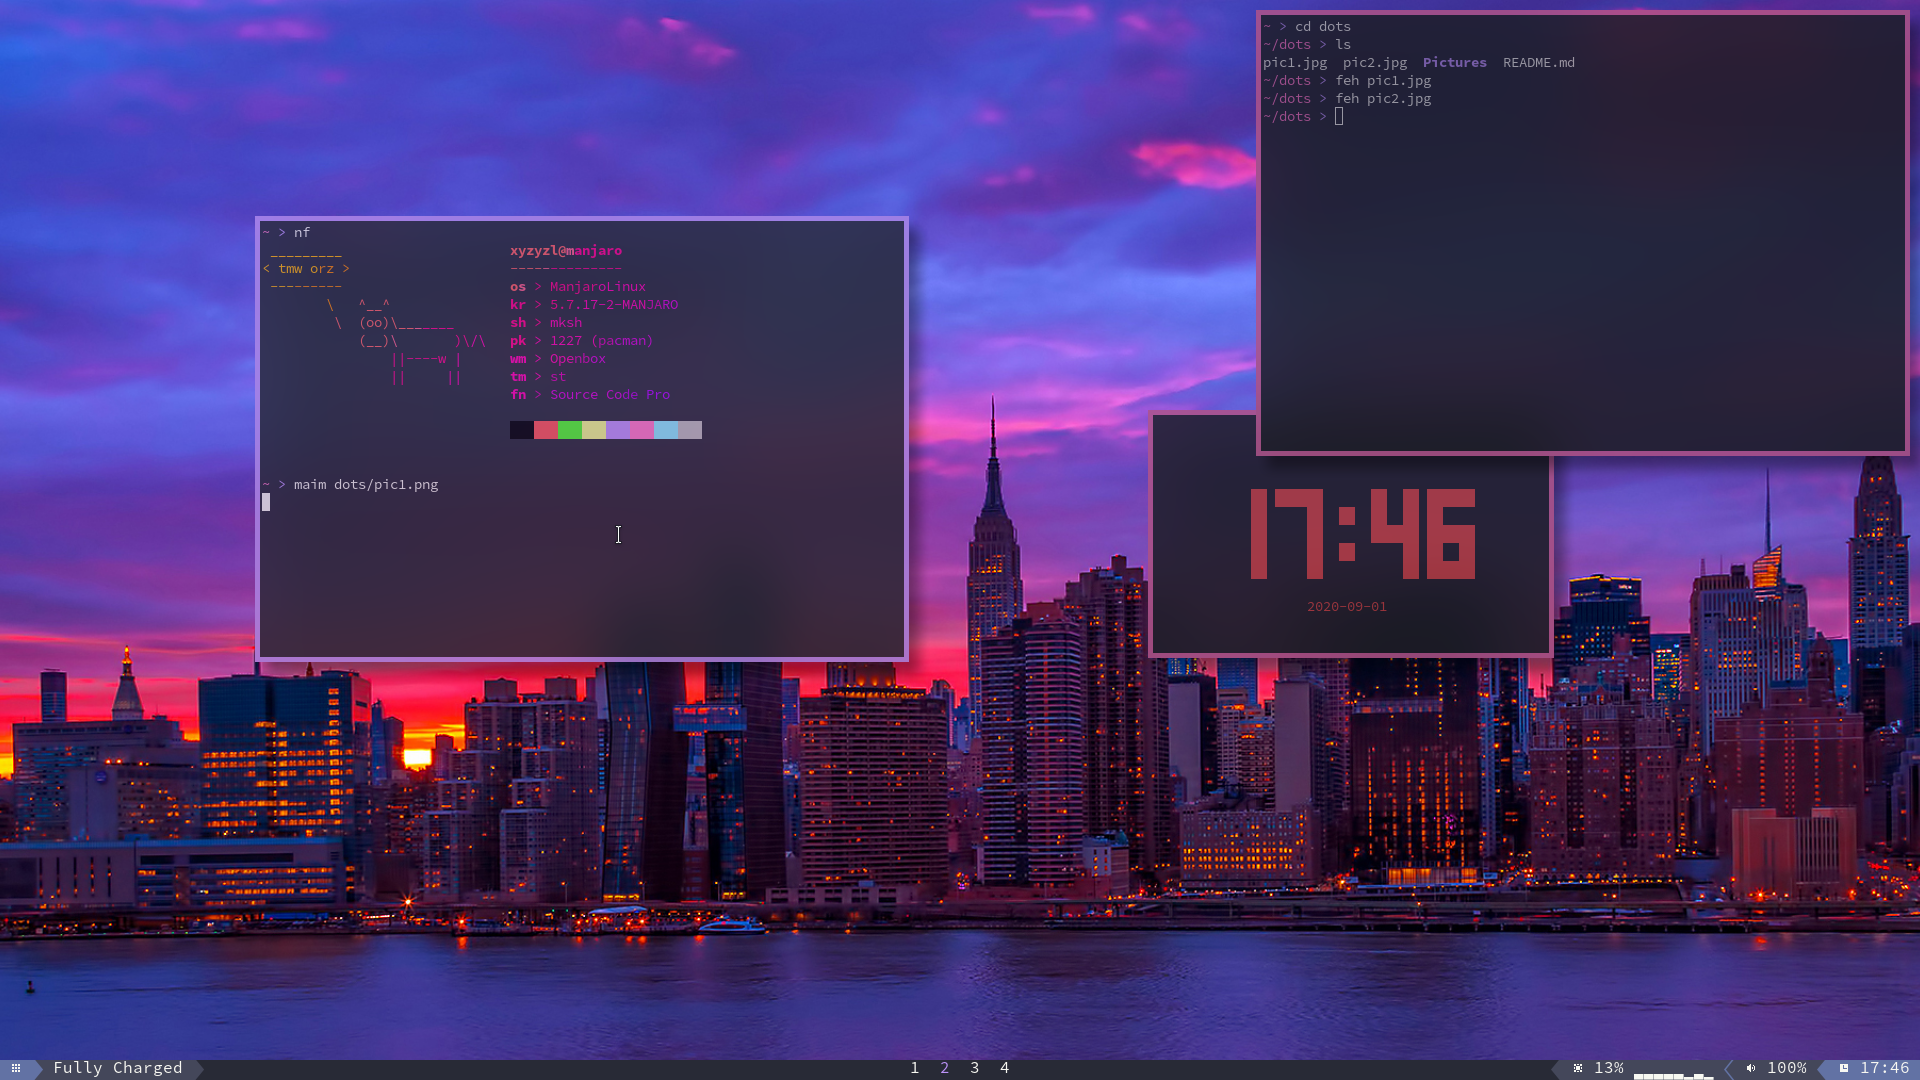 ~ > nf
_________
< tmw orz >
---------
\   ^__^
\  (oo)\_______
(__)\       )\/\
||----w |
||     ||
xyzyzl@manjaro
--------------
os > ManjaroLinux
kr > 5.7.17-2-MANJARO
sh > mksh
pk > 1227 (pacman)
wm > Openbox
tm > st
fn > Source Code Pro
~ > maim dots/pic1.png
~ > cd dots
~/dots > ls
pic1.jpg  pic2.jpg  Pictures  README.md
~/dots > feh pic1.jpg
~/dots > feh pic2.jpg
~/dots >
17:46
2020-09-01
Fully Charged
1 2 3 4
13%
100%
17:46